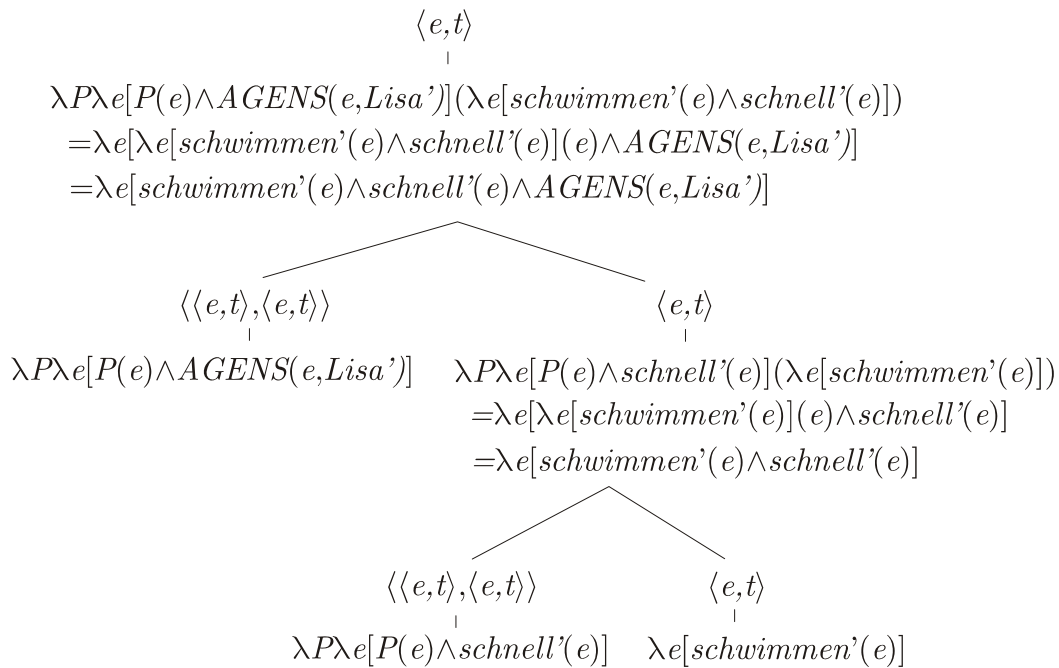 ⟨e,t⟩
λPλe[P(e)∧AGENS(e,Lisa')](λe[schwimmen'(e)∧schnell'(e)])
=λe[λe[schwimmen'(e)∧schnell'(e)](e)∧AGENS(e,Lisa')]
=λe[schwimmen'(e)∧schnell'(e)∧AGENS(e,Lisa')]
⟨⟨e,t⟩,⟨e,t⟩⟩ ⟨e,t⟩
λPλe[P(e)∧AGENS(e,Lisa')] λPλe[P(e)∧schnell'(e)](λe[schwimmen'(e)])
=λe[λe[schwimmen'(e)](e)∧schnell'(e)]
=λe[schwimmen'(e)∧schnell'(e)]
⟨⟨e,t⟩,⟨e,t⟩⟩ ⟨e,t⟩
λPλe[P(e)∧schnell'(e)] λe[schwimmen'(e)]